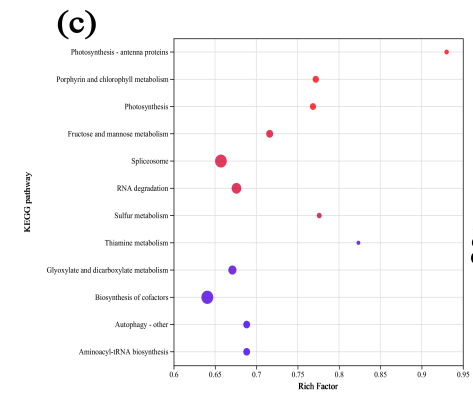 (c)
Photosynthesis - antenna proteins
Porphyrin and chlorophyll metabolism
Photosynthesis
Fructose and mannose metabolism
Spliceosome
RNA degradation
Sulfur metabolism
Thiamine metabolism
Glyoxylate and dicarboxylate metabolism
Biosynthesis of cofactors
Autophagy - other
Aminoacyl-tRNA biosynthesis
KEGG pathway
0.6 0.65 0.7 0.75 0.8 0.85 0.9 0.95
Rich Factor